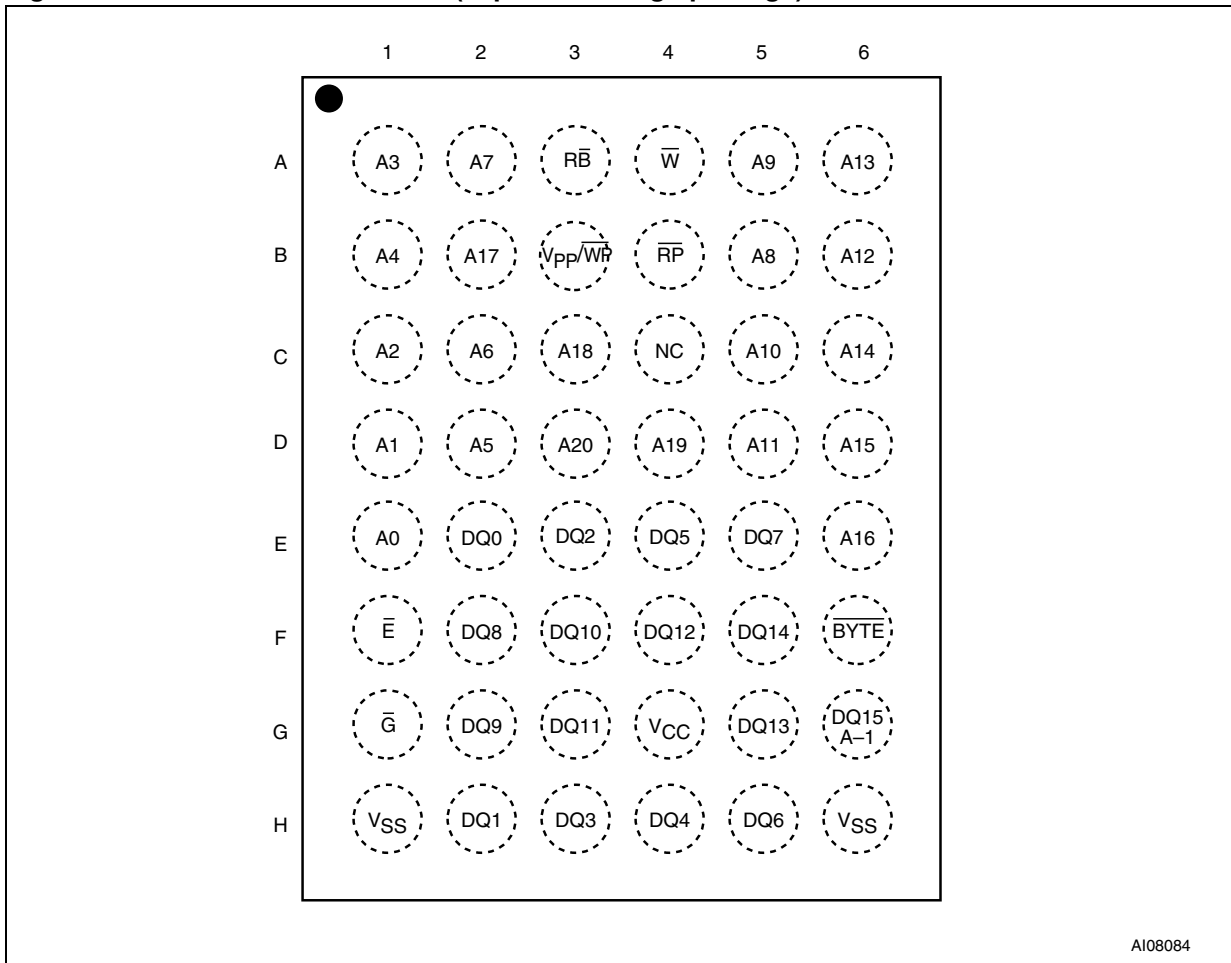 1 2 3 4 5 6
A A3 A7 RB̅ W̅ A9 A13
B A4 A17 VPP/W̅P̅ R̅P̅ A8 A12
C A2 A6 A18 NC A10 A14
D A1 A5 A20 A19 A11 A15
E A0 DQ0 DQ2 DQ5 DQ7 A16
F E̅ DQ8 DQ10 DQ12 DQ14 B̅Y̅T̅E̅
G G̅ DQ9 DQ11 VCC DQ13 DQ15 A–1
H VSS DQ1 DQ3 DQ4 DQ6 VSS
AI08084